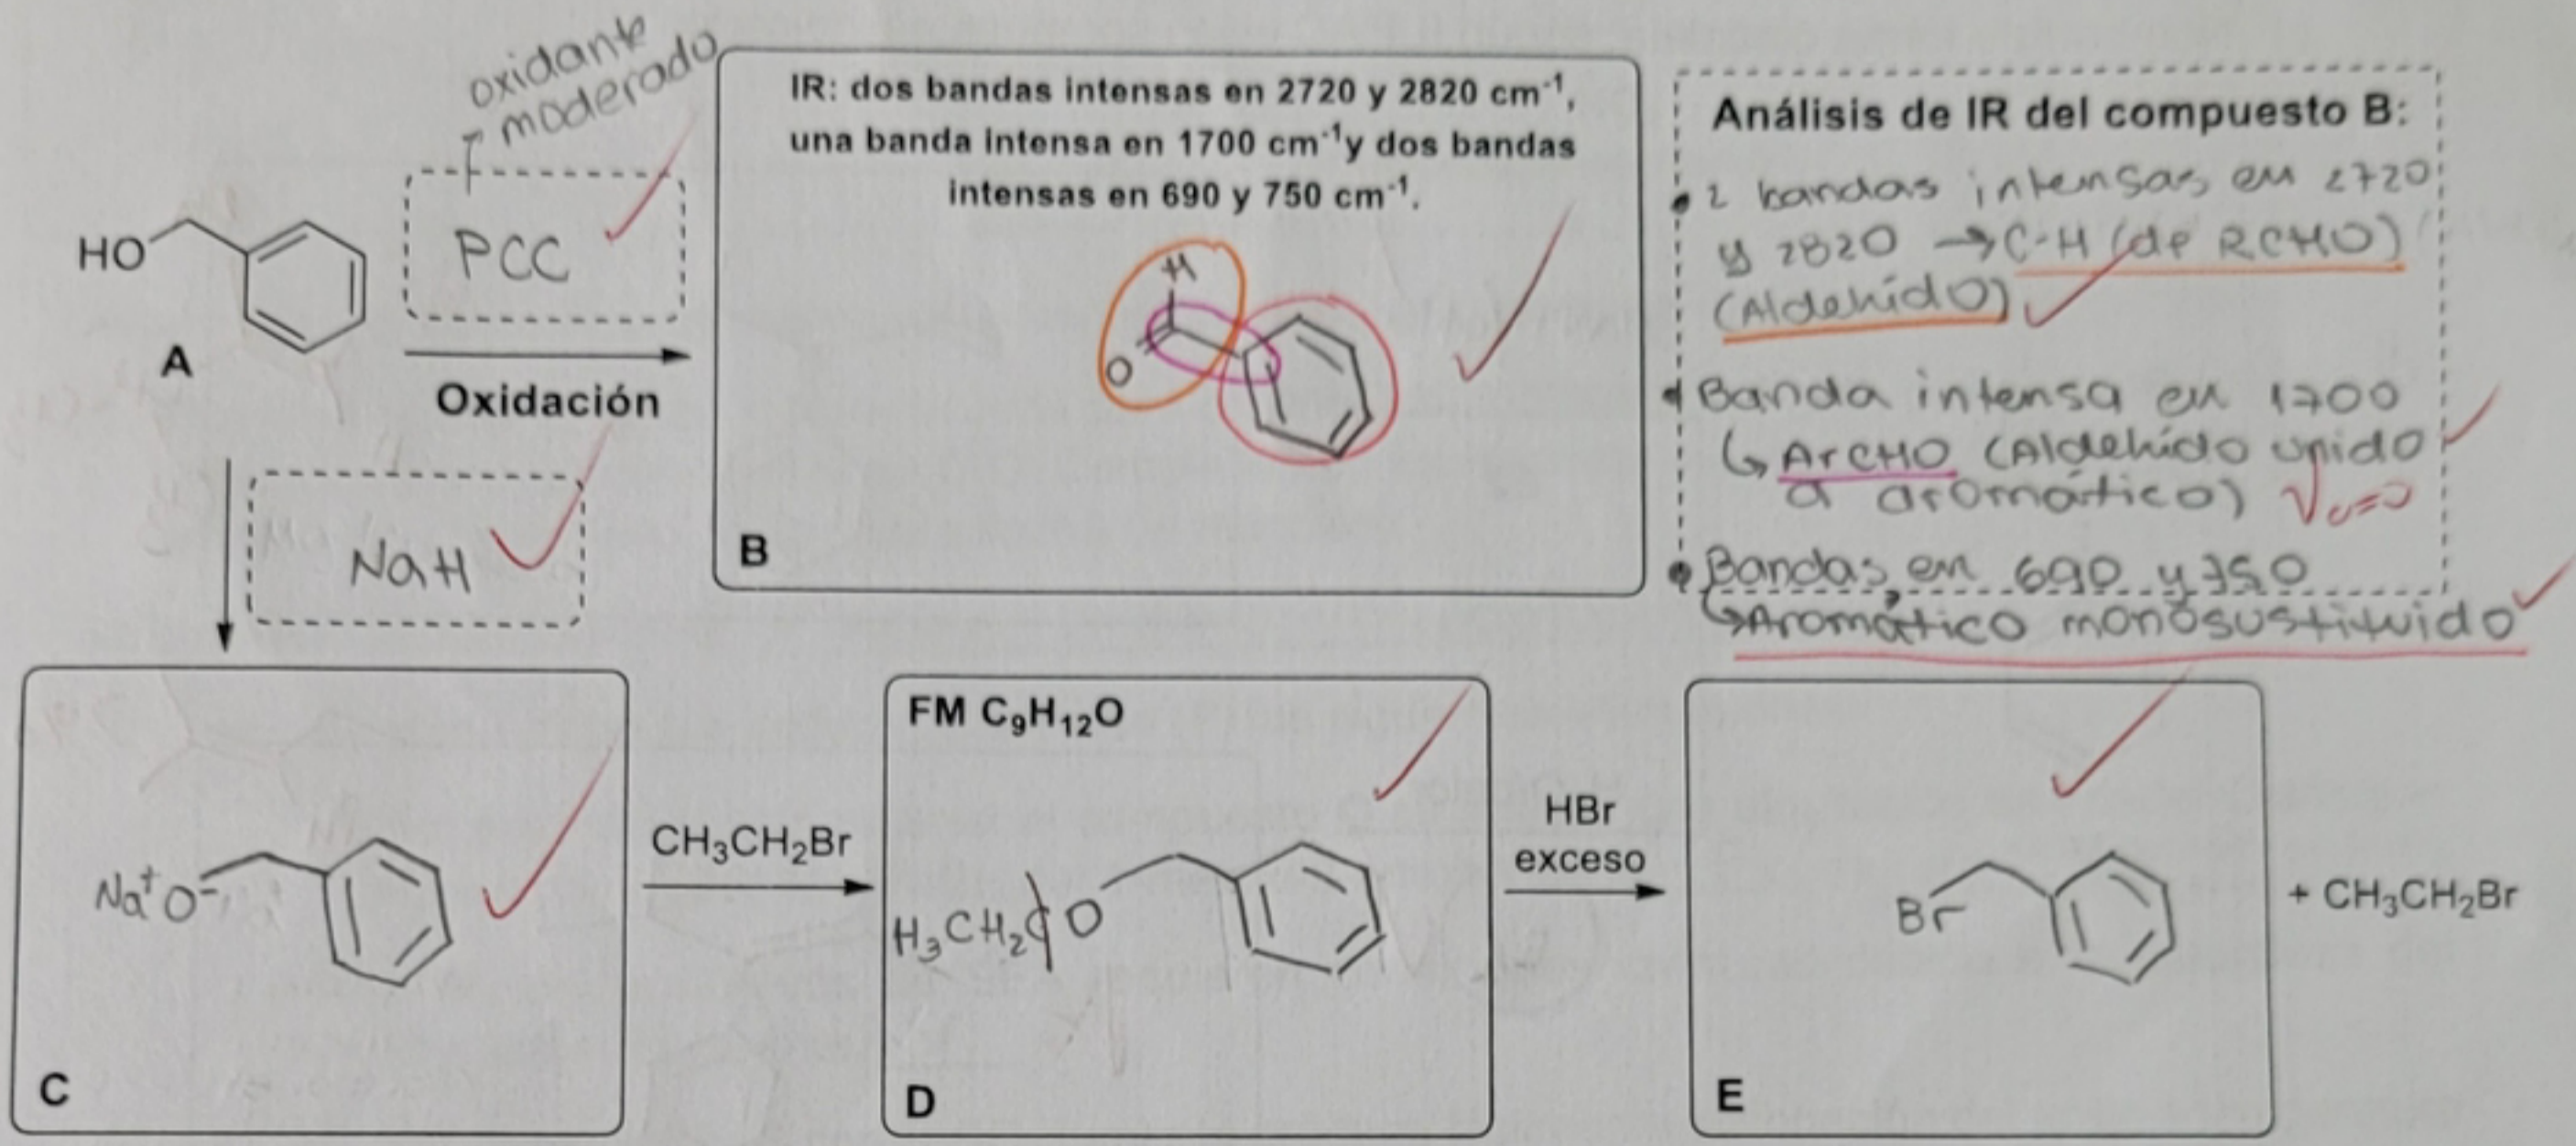 oxidante
moderado
PCC
HO
A
Oxidación
NaH
IR: dos bandas intensas en 2720 y 2820 cm⁻¹,
una banda intensa en 1700 cm⁻¹y dos bandas
intensas en 690 y 750 cm⁻¹.
H
O
B
Análisis de IR del compuesto B:
• 2 bandas intensas en 2720
y 2820 → C-H (de RCHO)
(Aldehído)
• Banda intensa en 1700
↳ ArCHO (Aldehído unido
a aromático) νc=o
• Bandas en 690 y 750
↳Aromático monosustituido
Na⁺ O⁻
C
CH₃CH₂Br
FM C₉H₁₂O
H₃CH₂C O
D
HBr
exceso
Br
E
+ CH₃CH₂Br